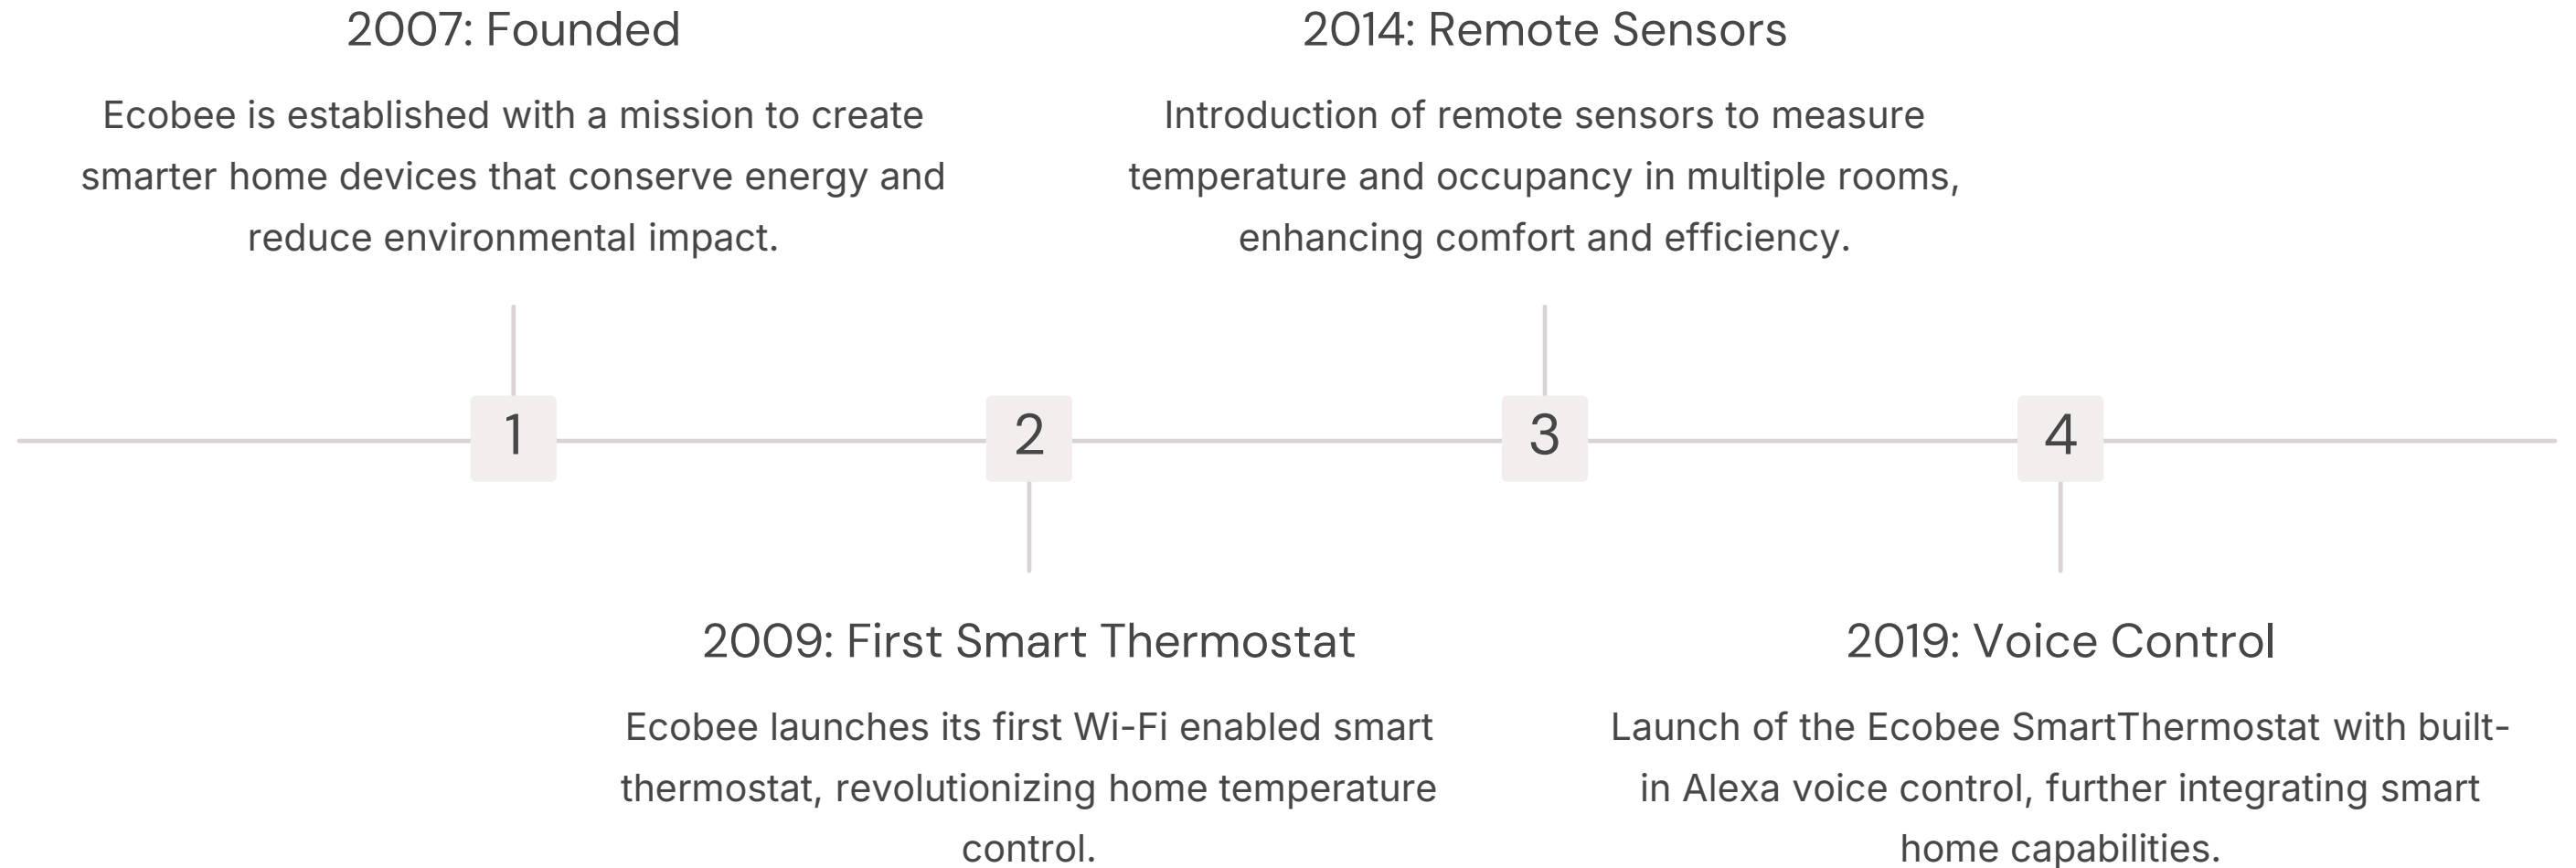 2007: Founded
Ecobee is established with a mission to create
smarter home devices that conserve energy and
reduce environmental impact.
2014: Remote Sensors
Introduction of remote sensors to measure
temperature and occupancy in multiple rooms,
enhancing comfort and efficiency.
1
2
3
4
2009: First Smart Thermostat
Ecobee launches its first Wi-Fi enabled smart
thermostat, revolutionizing home temperature
control.
2019: Voice Control
Launch of the Ecobee SmartThermostat with built-
in Alexa voice control, further integrating smart
home capabilities.